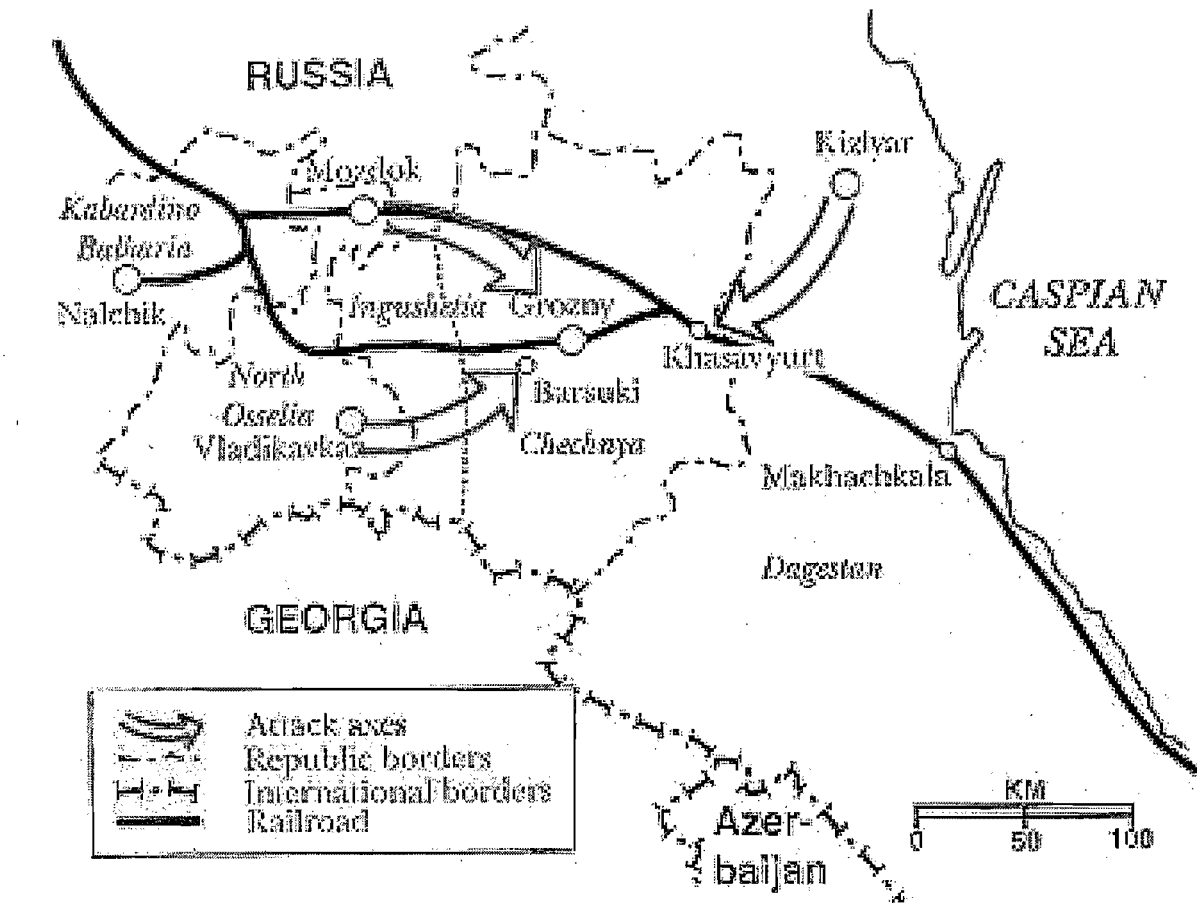 RUSSIA
Kizlyar
Mozdok
Kabardino
Balkaria
Nalchik
Ingushetia
Grozny
CASPIAN
SEA
Khasavyurt
North
Ossetia
Barsuki
Vladikavkaz
Chechnya
Makhachkala
Dagestan
GEORGIA
Attack axes
Republic borders
International borders
Railroad
KM
0 50 100
Azer-
baijan